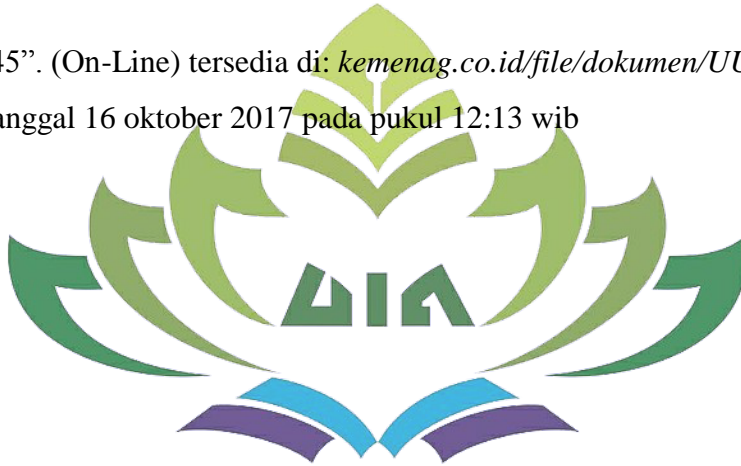 45”. (On-Line) tersedia di: kemenag.co.id/file/dokumen/UU
anggal 16 oktober 2017 pada pukul 12:13 wib
UIN